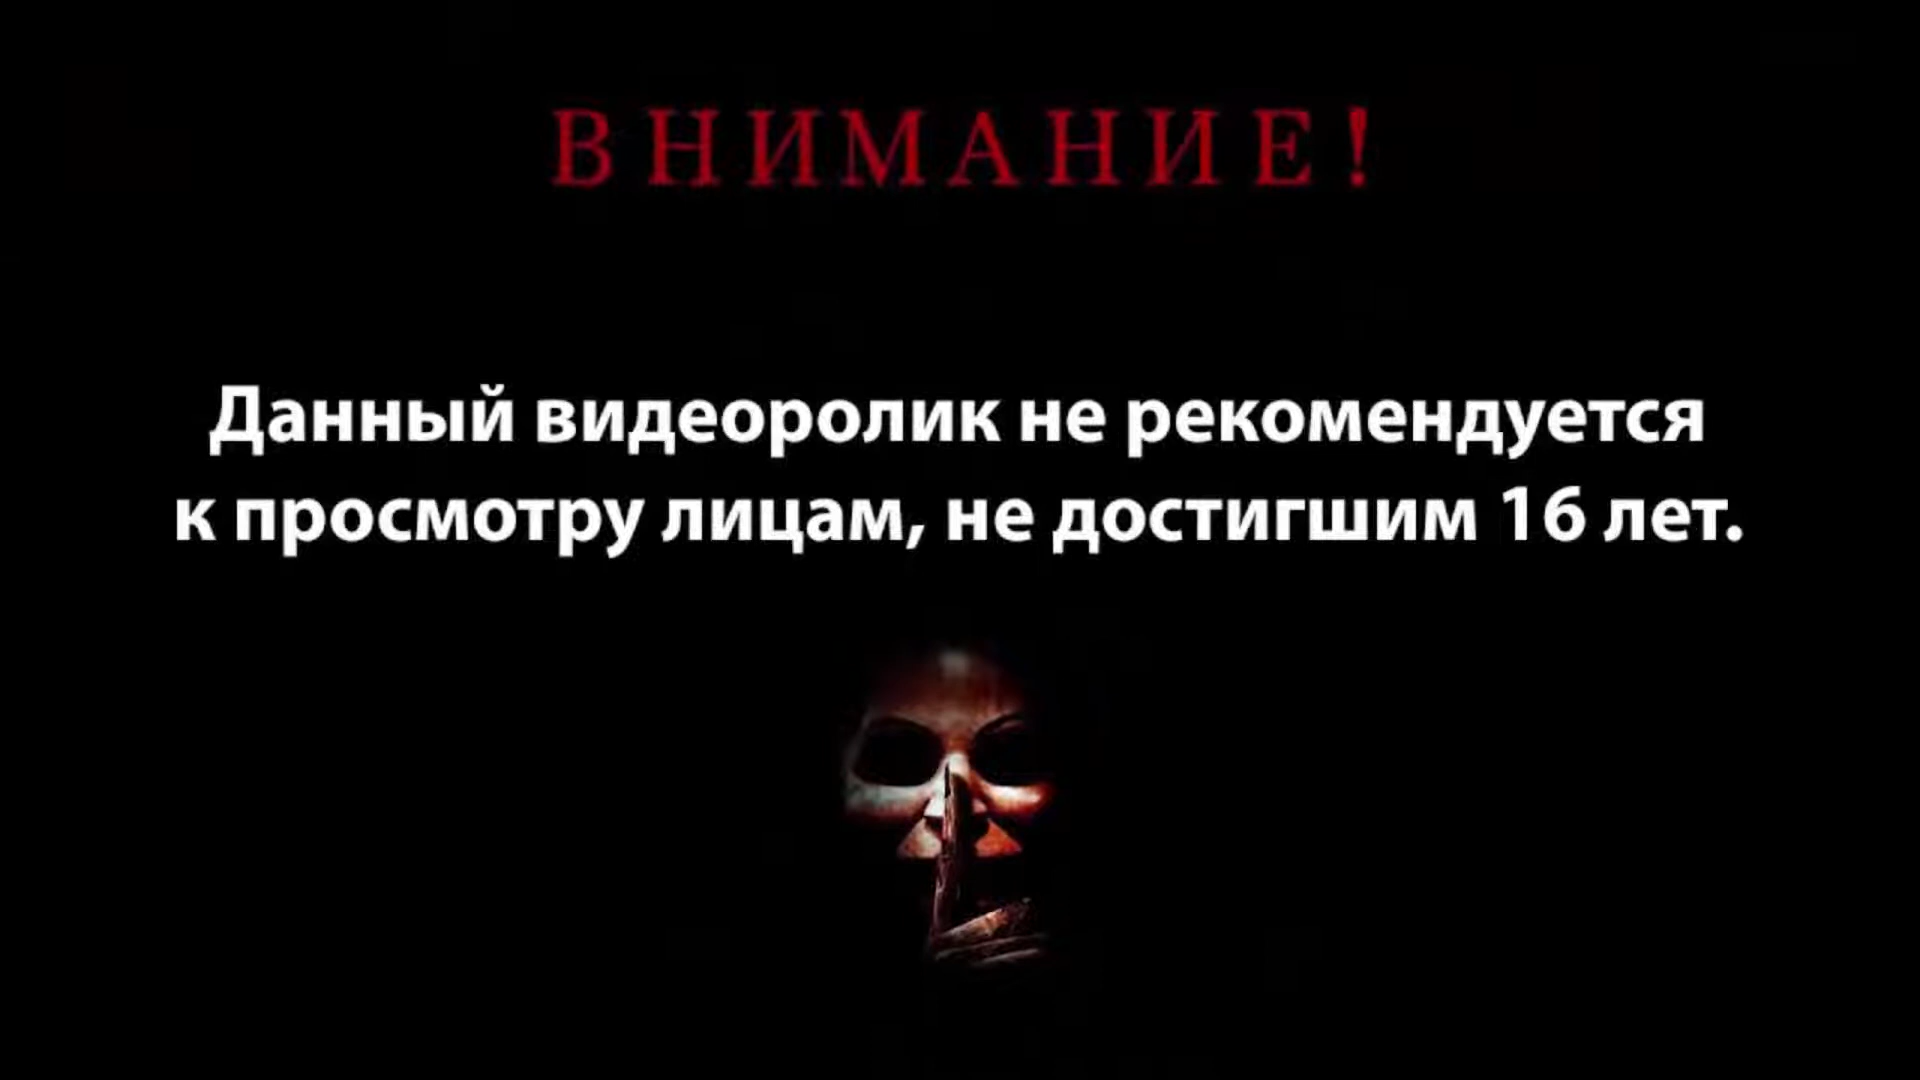 ВНИМАНИЕ!
Данный видеоролик не рекомендуется
к просмотру лицам, не достигшим 16 лет.